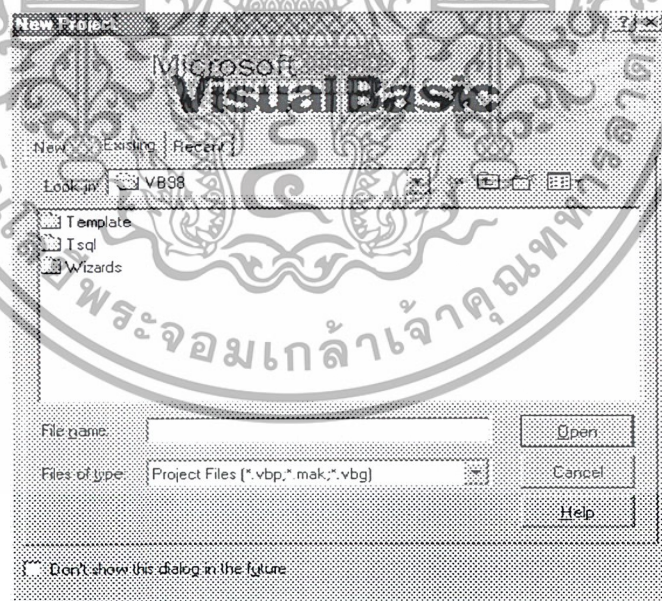 New Project
Microsoft
Visual Basic
New Existing Recent
Look in: VB98
Template
Tsql
Wizards
พระจอมเกล้าเจ้าคุณทหาร
File name:
Open
Files of type: Project Files (*.vbp;*.mak;*.vbg)
Cancel
Help
Don't show this dialog in the future